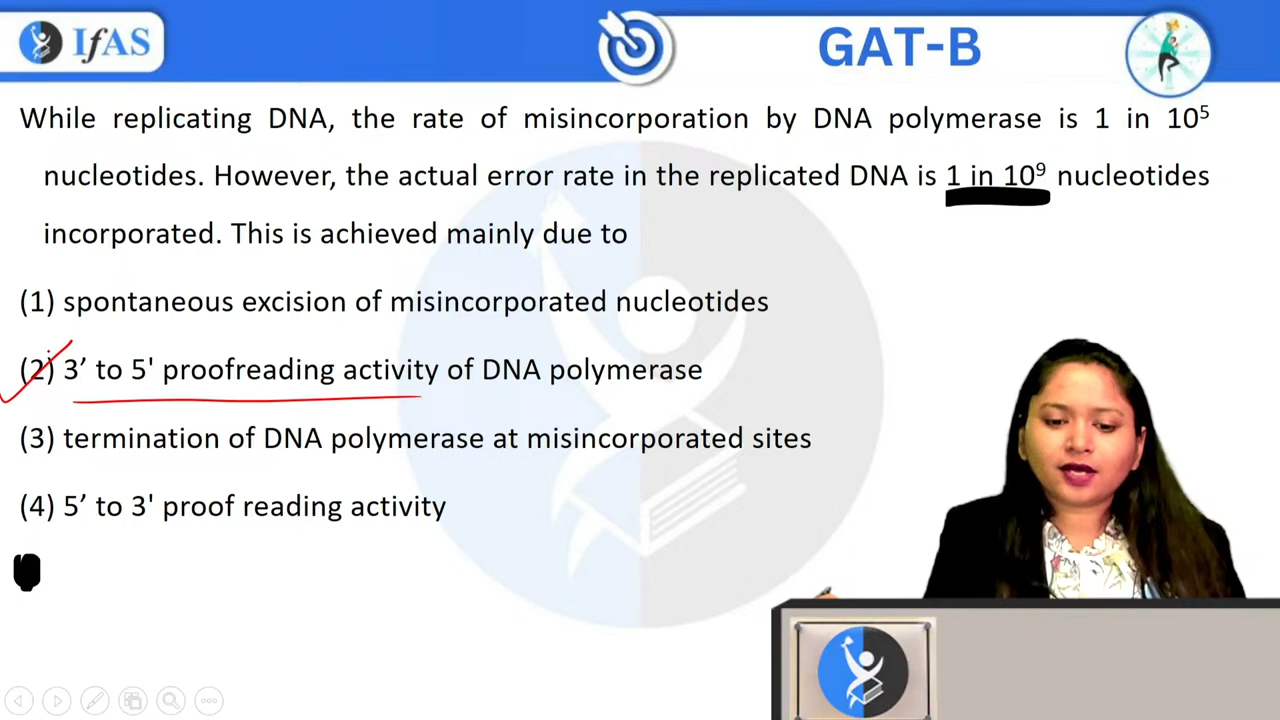 IfAS
GAT-B
While replicating DNA, the rate of misincorporation by DNA polymerase is 1 in 10⁵
nucleotides. However, the actual error rate in the replicated DNA is 1 in 10⁹ nucleotides
incorporated. This is achieved mainly due to
(1) spontaneous excision of misincorporated nucleotides
(2) 3’ to 5' proofreading activity of DNA polymerase
(3) termination of DNA polymerase at misincorporated sites
(4) 5’ to 3' proof reading activity